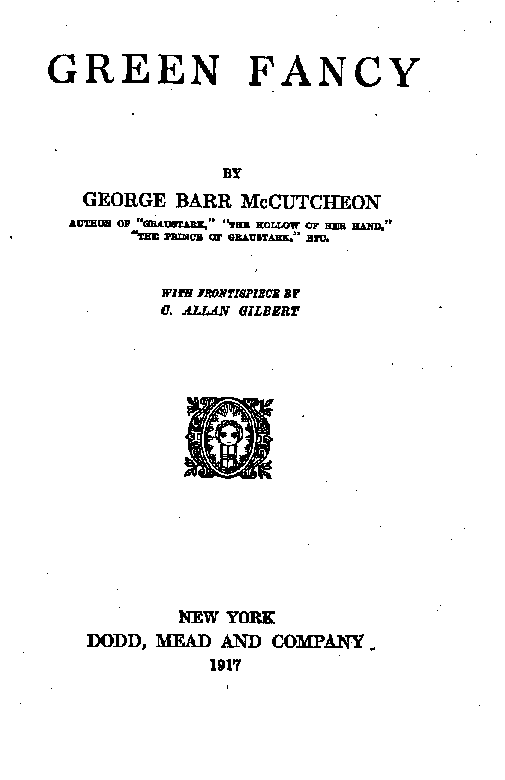 GREEN FANCY
BY
GEORGE BARR McCUTCHEON
AUTHOR OF "GRAUSTARK," "THE HOLLOW OF HER HAND,"
"THE PRINCE OF GRAUSTARK," ETC.
WITH FRONTISPIECE BY
C. ALLAN GILBERT
NEW YORK
DODD, MEAD AND COMPANY
1917